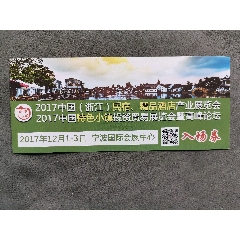 2017中国（浙江）民宿、精品酒店产业展览会
2017中国特色小镇投资贸易展览会暨高峰论坛
2017年12月1-3日 宁波国际会展中心
入场券